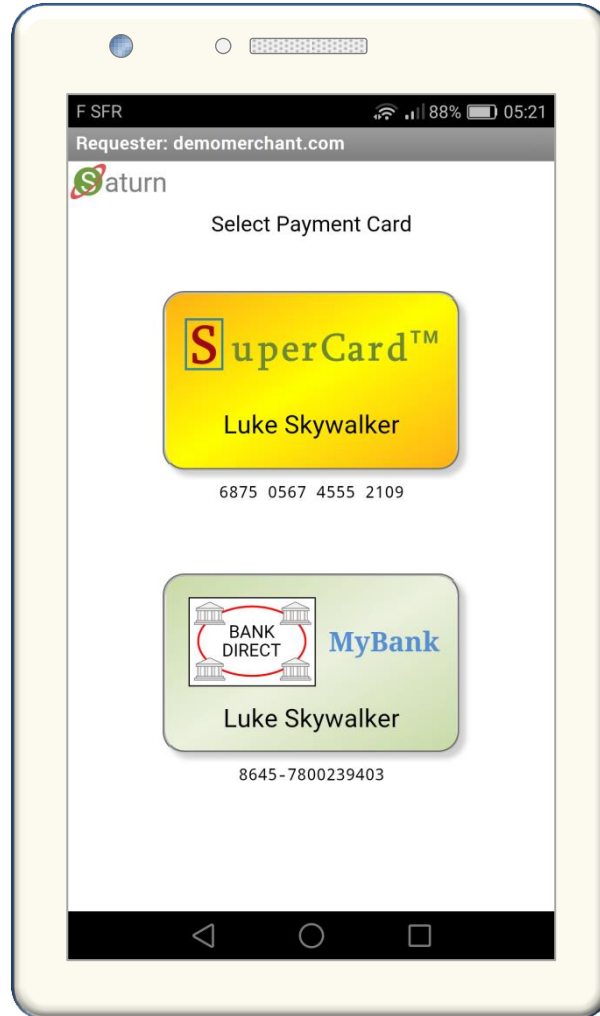 F SFR 88% 05:21
Requester: demomerchant.com
Saturn
Select Payment Card
SuperCard™
Luke Skywalker
6875 0567 4555 2109
BANK
DIRECT
MyBank
Luke Skywalker
8645-7800239403